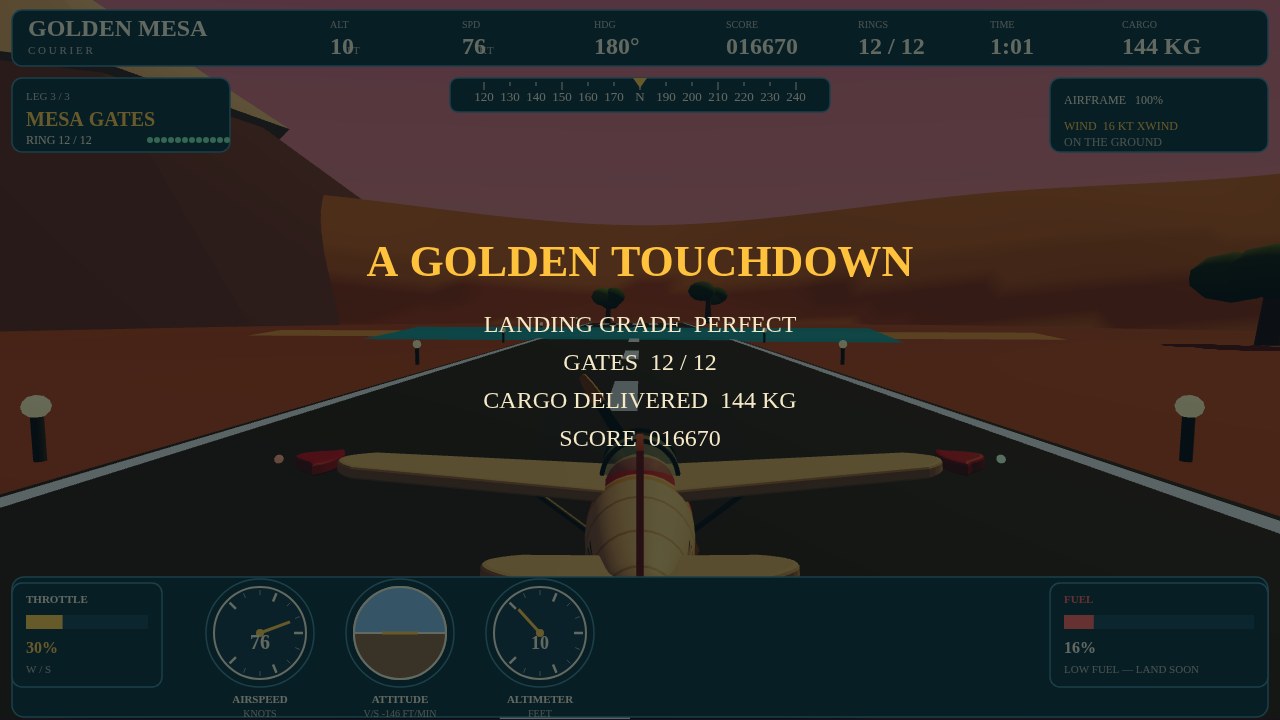 GOLDEN MESA
COURIER
ALT
10FT
SPD
76KT
HDG
180°
SCORE
016670
RINGS
12 / 12
TIME
1:01
CARGO
144 KG
LEG 3 / 3
MESA GATES
RING 12 / 12
120 130 140 150 160 170 N 190 200 210 220 230 240
AIRFRAME 100%
WIND 16 KT XWIND
ON THE GROUND
A GOLDEN TOUCHDOWN
LANDING GRADE PERFECT
GATES 12 / 12
CARGO DELIVERED 144 KG
SCORE 016670
THROTTLE
30%
W / S
76
AIRSPEED
KNOTS
ATTITUDE
V/S -146 FT/MIN
10
ALTIMETER
FEET
FUEL
16%
LOW FUEL — LAND SOON